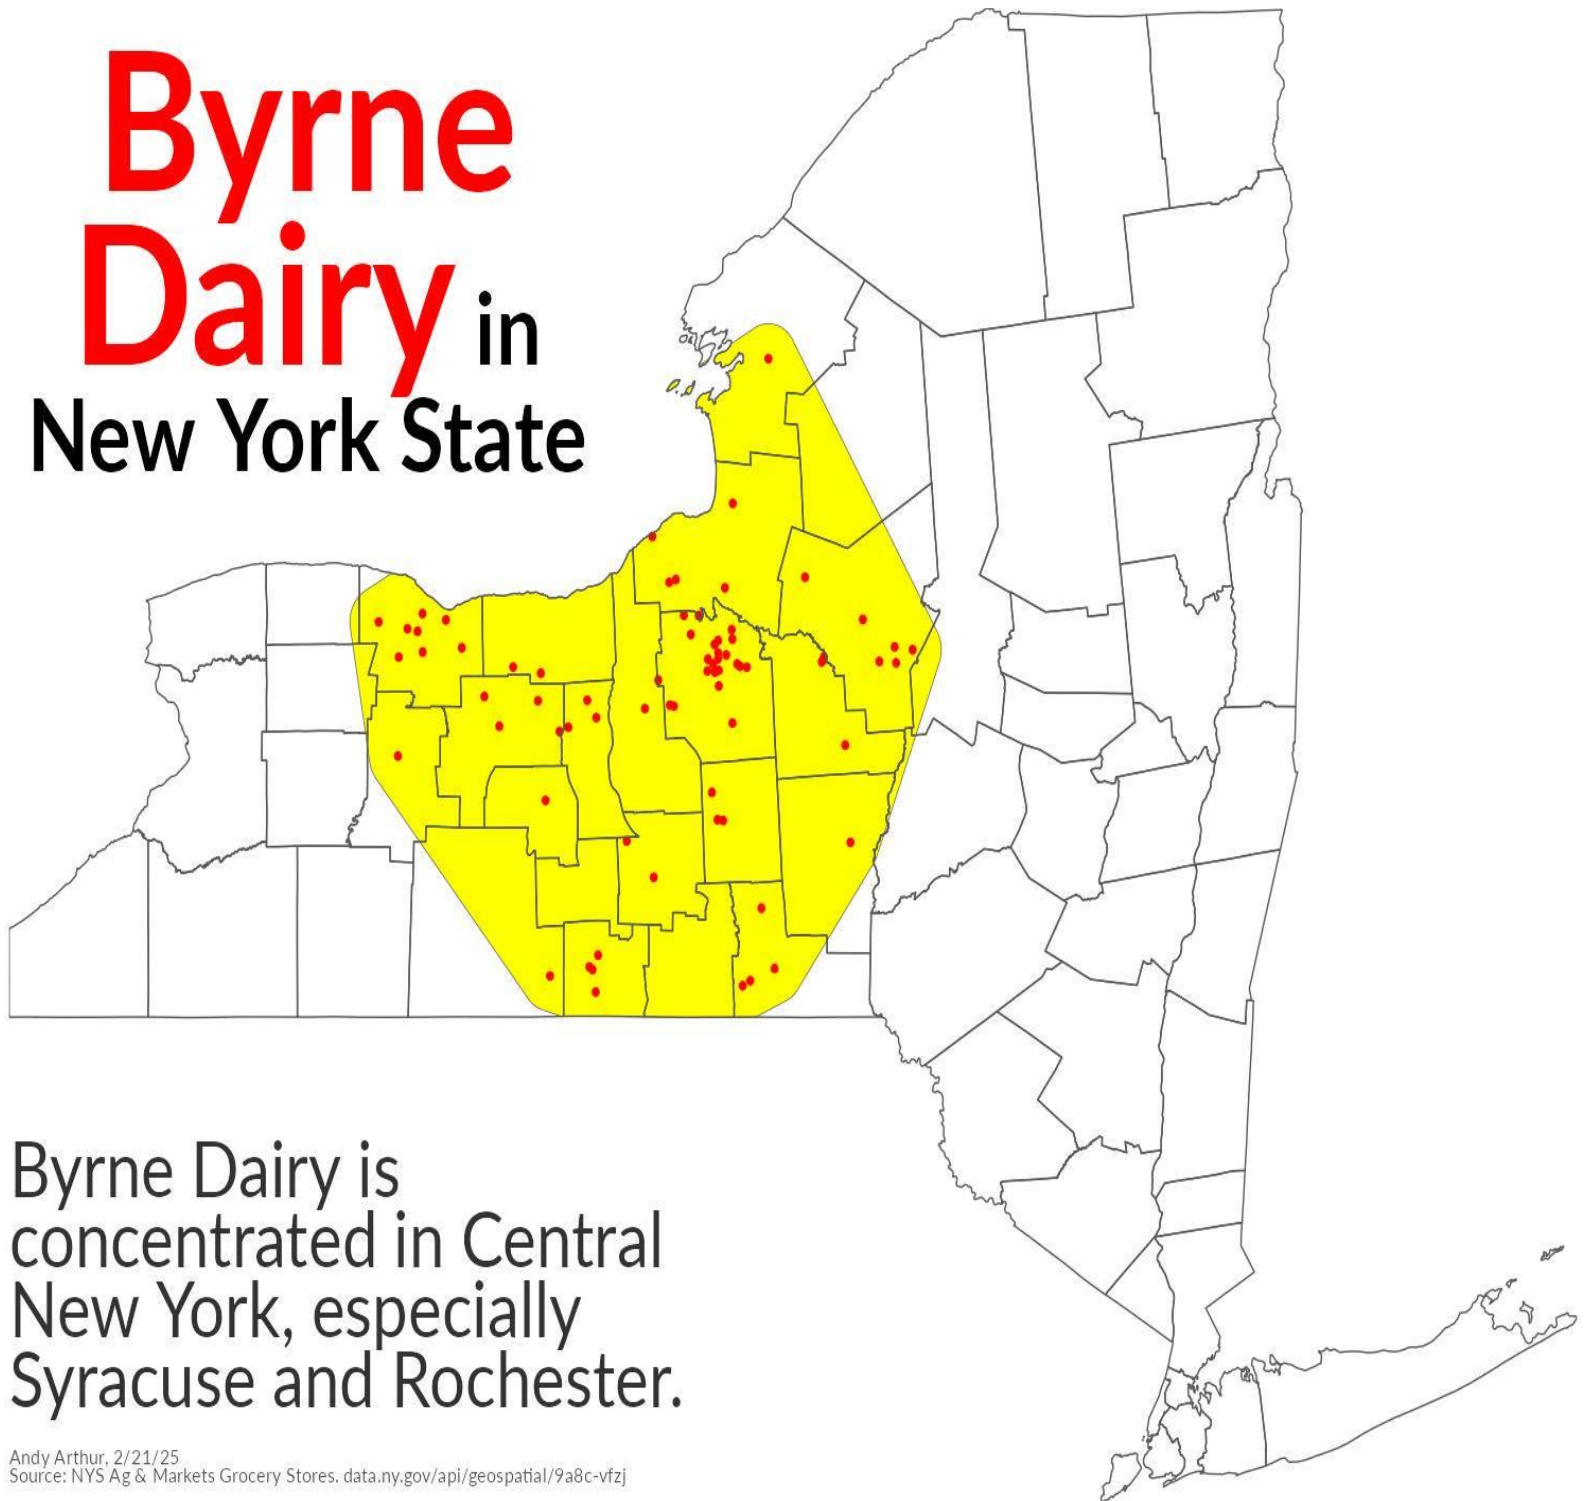 Byrne
Dairy in
New York State
Byrne Dairy is
concentrated in Central
New York, especially
Syracuse and Rochester.
Andy Arthur, 2/21/25
Source: NYS Ag & Markets Grocery Stores. data.ny.gov/api/geospatial/9a8c-vfzj